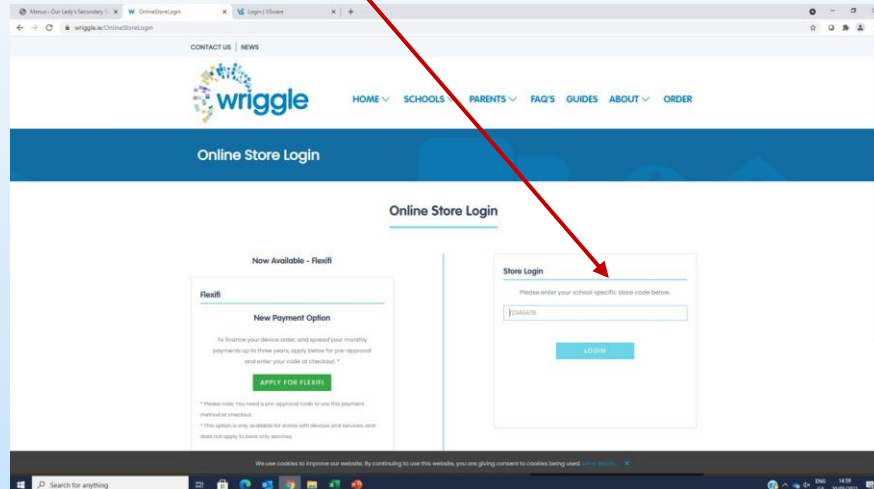 Menus - Our Lady's Secondary S
OnlineStoreLogin
Login | VSware
wriggle.ie/OnlineStoreLogin
CONTACT US | NEWS
wriggle
HOME SCHOOLS PARENTS FAQ'S GUIDES ABOUT ORDER
Online Store Login
Online Store Login
Now Available - Flexifi
Flexifi
New Payment Option
To finance your device order, and spread your monthly
payments up to three years, apply below for pre-approval
and enter your code at checkout. *
APPLY FOR FLEXIFI
* Please note: You need a pre-approval code to use this payment
method at checkout.
* This option is only available for stores with devices and services, and
does not apply to book only services.
Store Login
Please enter your school specific store code below.
12345678
LOGIN
We use cookies to improve our website. By continuing to use this website, you are giving consent to cookies being used.
Search for anything
ENG
14:59